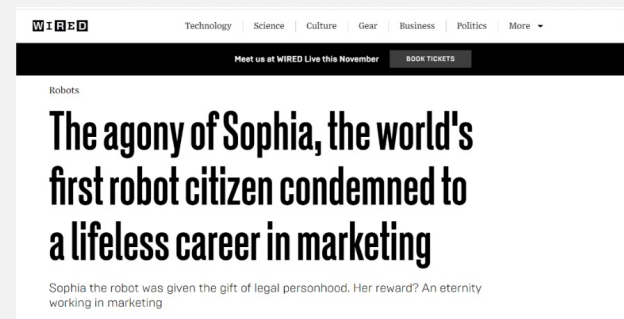 WIRED
Technology Science Culture Gear Business Politics More
Meet us at WIRED Live this November BOOK TICKETS
Robots
The agony of Sophia, the world's
first robot citizen condemned to
a lifeless career in marketing
Sophia the robot was given the gift of legal personhood. Her reward? An eternity
working in marketing